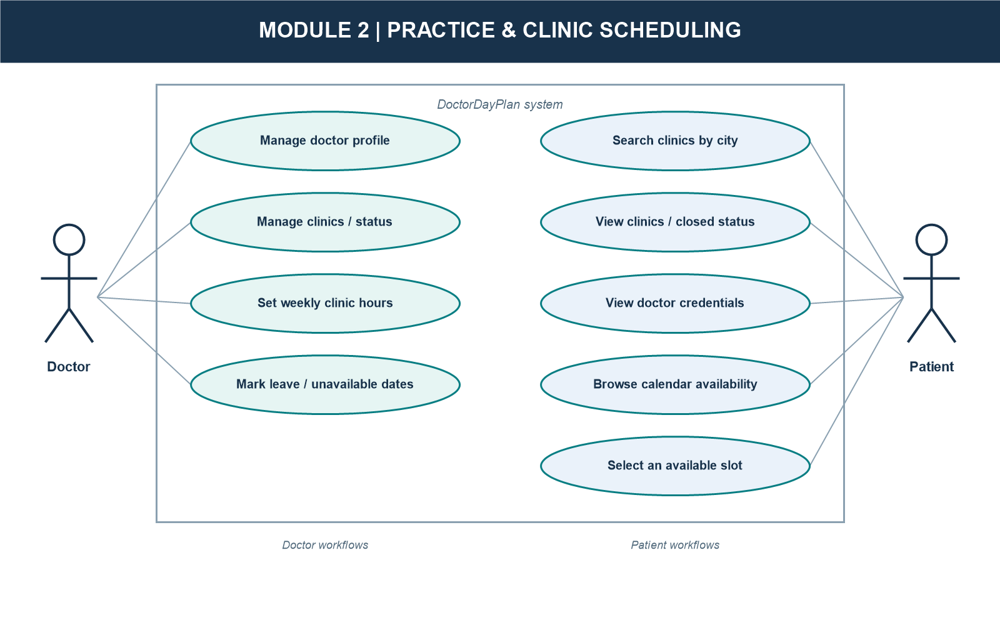 MODULE 2 | PRACTICE & CLINIC SCHEDULING
DoctorDayPlan system
Manage doctor profile
Manage clinics / status
Set weekly clinic hours
Mark leave / unavailable dates
Search clinics by city
View clinics / closed status
View doctor credentials
Browse calendar availability
Select an available slot
Doctor
Patient
Doctor workflows
Patient workflows